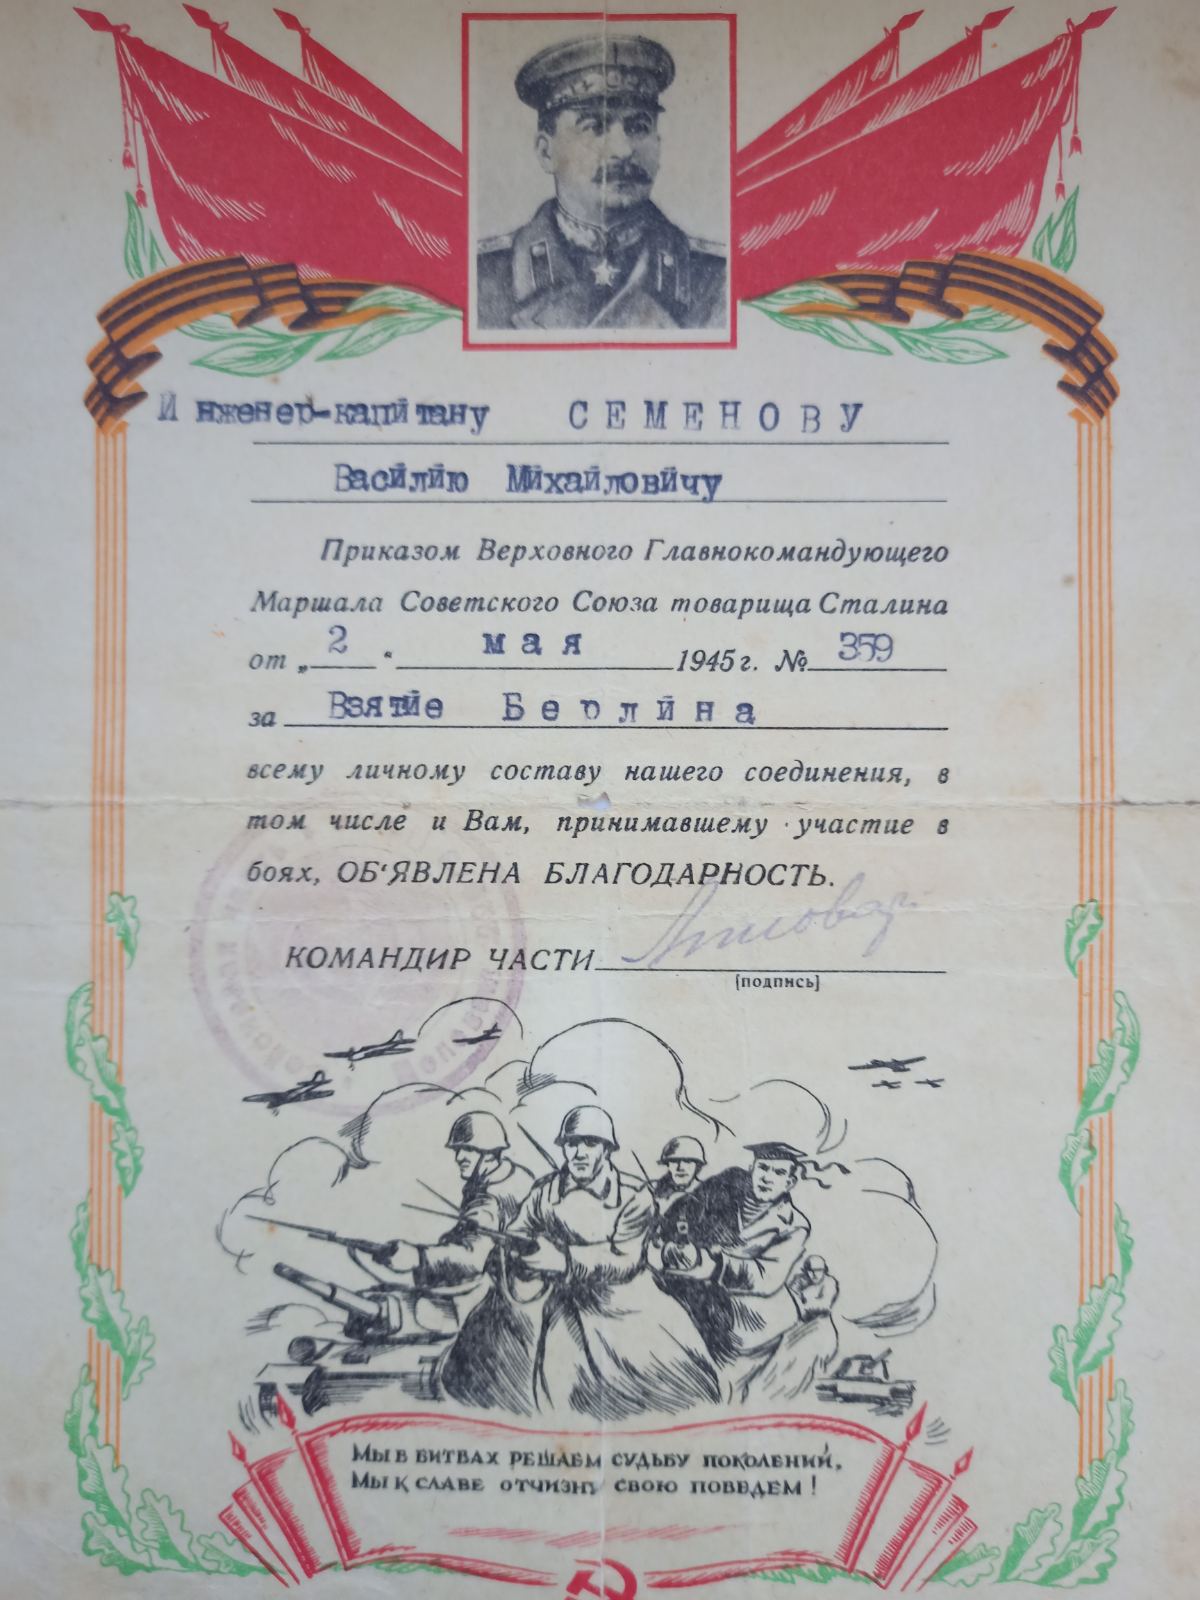 Инженер-капитану СЕМЕНОВУ
Василию Михайловичу
Приказом Верховного Главнокомандующего
Маршала Советского Союза товарища Сталина
от „2“ мая 1945 г. № 359
за Взятие Берлина
всему личному составу нашего соединения, в
том числе и Вам, принимавшему участие в
боях, ОБ‘ЯВЛЕНА БЛАГОДАРНОСТЬ.
КОМАНДИР ЧАСТИ
[подпись]
МЫ В БИТВАХ РЕШАЕМ СУДЬБУ ПОКОЛЕНИЙ,
МЫ К СЛАВЕ ОТЧИЗНУ СВОЮ ПОВЕДЕМ!